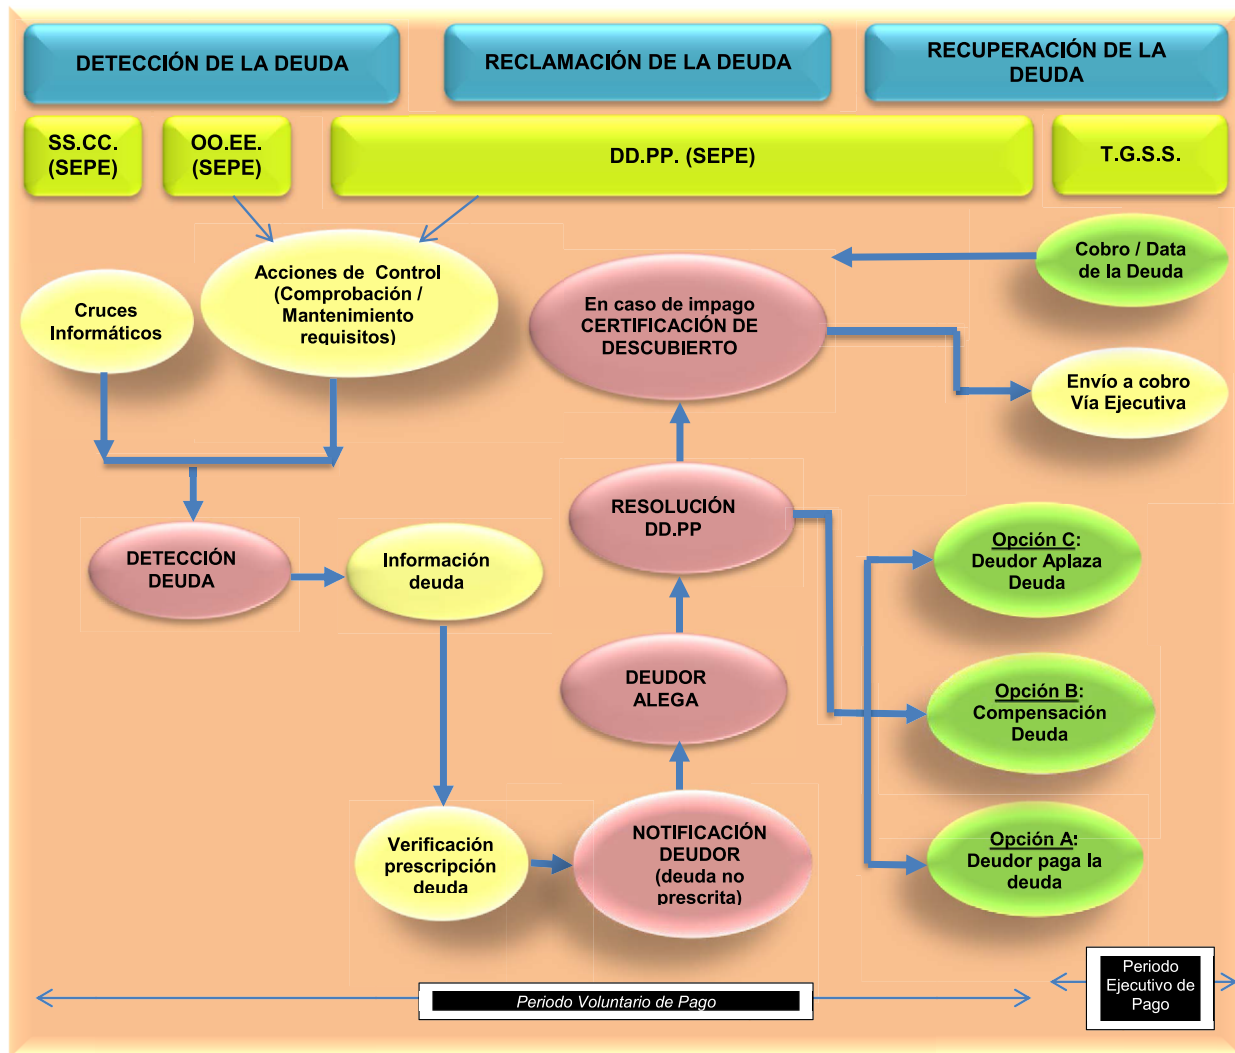 DETECCIÓN DE LA DEUDA
RECLAMACIÓN DE LA DEUDA
RECUPERACIÓN DE LA
DEUDA
SS.CC.
(SEPE)
OO.EE.
(SEPE)
DD.PP. (SEPE)
T.G.S.S.
Cruces
Informáticos
Acciones de Control
(Comprobación /
Mantenimiento
requisitos)
En caso de impago
CERTIFICACIÓN DE
DESCUBIERTO
Cobro / Data
de la Deuda
Envío a cobro
Vía Ejecutiva
RESOLUCIÓN
DD.PP
DETECCIÓN
DEUDA
Información
deuda
Opción C:
Deudor Aplaza
Deuda
DEUDOR
ALEGA
Opción B:
Compensación
Deuda
Verificación
prescripción
deuda
NOTIFICACIÓN
DEUDOR
(deuda no
prescrita)
Opción A:
Deudor paga la
deuda
Periodo Voluntario de Pago
Periodo
Ejecutivo de
Pago